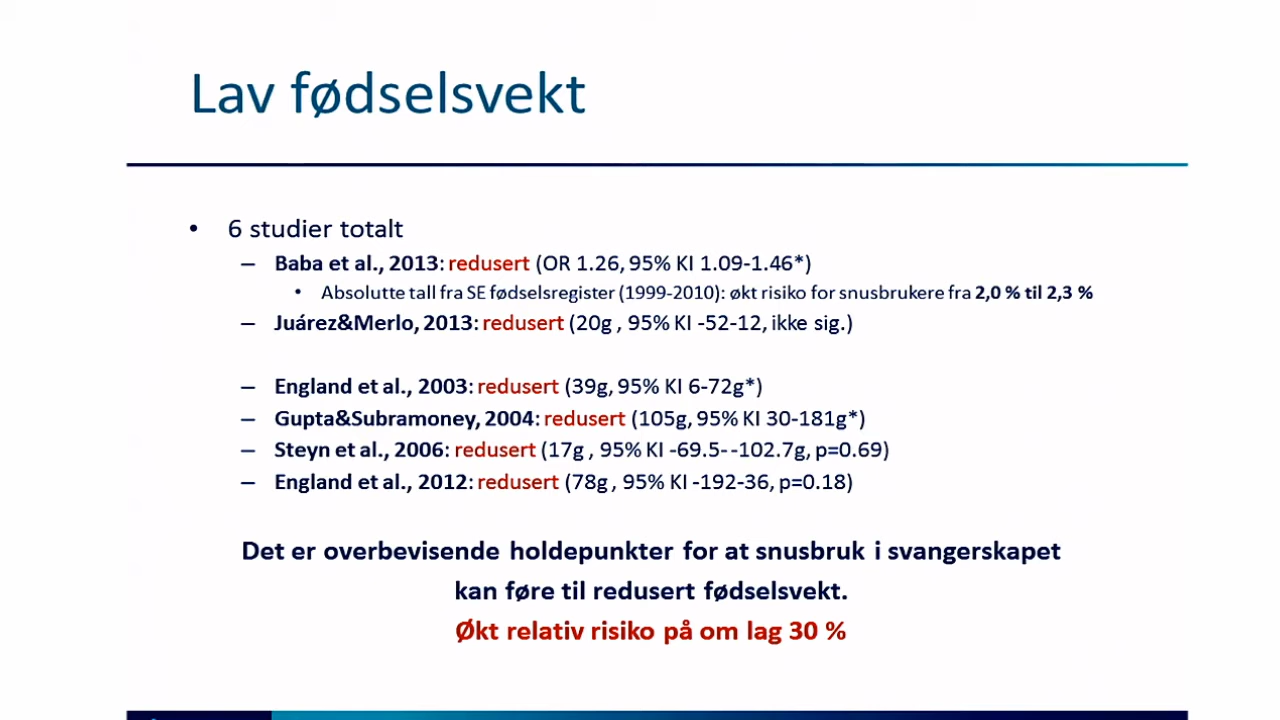 Lav fødselsvekt
• 6 studier totalt
– Baba et al., 2013: redusert (OR 1.26, 95% KI 1.09-1.46*)
• Absolutte tall fra SE fødselsregister (1999-2010): økt risiko for snusbrukere fra 2,0 % til 2,3 %
– Juárez&Merlo, 2013: redusert (20g , 95% KI -52-12, ikke sig.)
– England et al., 2003: redusert (39g, 95% KI 6-72g*)
– Gupta&Subramoney, 2004: redusert (105g, 95% KI 30-181g*)
– Steyn et al., 2006: redusert (17g , 95% KI -69.5- -102.7g, p=0.69)
– England et al., 2012: redusert (78g , 95% KI -192-36, p=0.18)
Det er overbevisende holdepunkter for at snusbruk i svangerskapet
kan føre til redusert fødselsvekt.
Økt relativ risiko på om lag 30 %